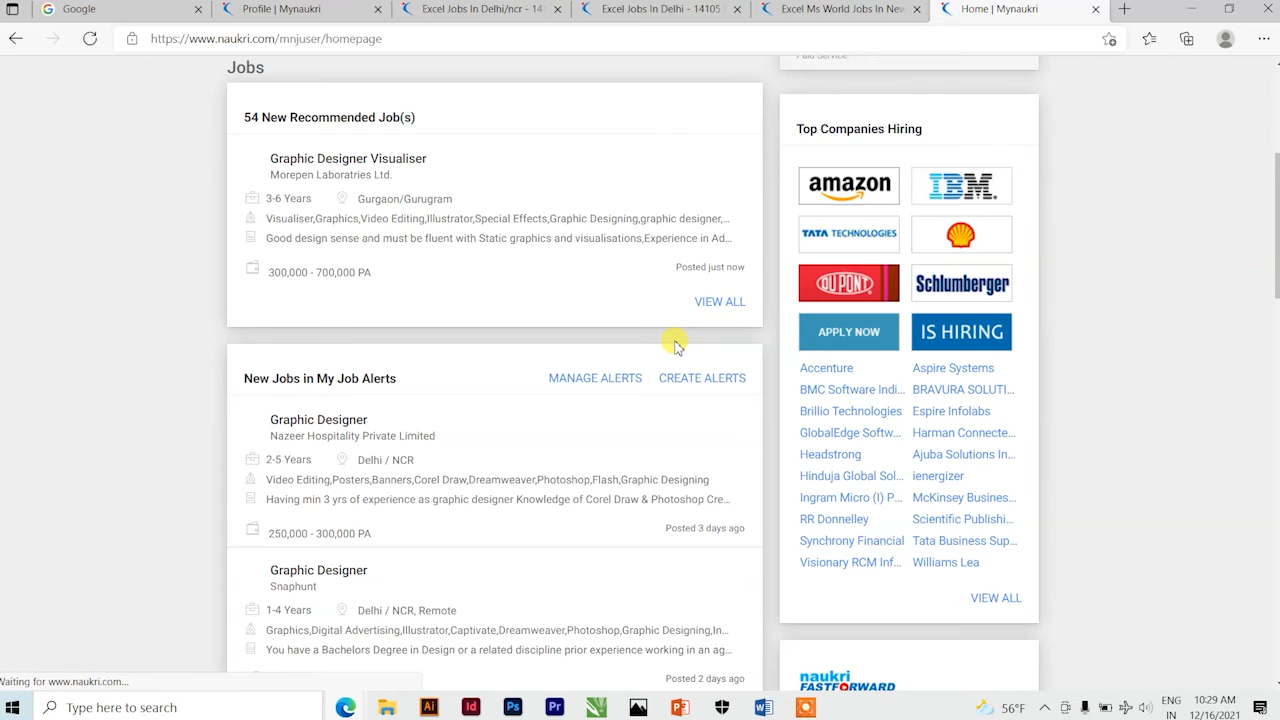 Google
Profile | Mynaukri
Excel Jobs In Delhi/ncr - 1410
Excel Jobs In Delhi - 14105
Excel Ms World Jobs In New
Home | Mynaukri
https://www.naukri.com/mnjuser/homepage
Jobs
54 New Recommended Job(s)
Graphic Designer Visualiser
Morepen Laboratries Ltd.
3-6 Years Gurgaon/Gurugram
Visualiser,Graphics,Video Editing,Illustrator,Special Effects,Graphic Designing,graphic designer,...
Good design sense and must be fluent with Static graphics and visualisations,Experience in Ad...
300,000 - 700,000 PA
Posted just now
VIEW ALL
New Jobs in My Job Alerts
MANAGE ALERTS CREATE ALERTS
Graphic Designer
Nazeer Hospitality Private Limited
2-5 Years Delhi / NCR
Video Editing,Posters,Banners,Corel Draw,Dreamweaver,Photoshop,Flash,Graphic Designing
Having min 3 yrs of experience as graphic designer Knowledge of Corel Draw & Photoshop Cre...
250,000 - 300,000 PA
Posted 3 days ago
Graphic Designer
Snaphunt
1-4 Years Delhi / NCR, Remote
Graphics,Digital Advertising,Illustrator,Captivate,Dreamweaver,Photoshop,Graphic Designing,In...
You have a Bachelors Degree in Design or a related discipline prior experience working in an ag...
Posted 2 days ago
Paid Service
Top Companies Hiring
amazon IBM
TATA TECHNOLOGIES
DUPONT Schlumberger
APPLY NOW IS HIRING
Accenture Aspire Systems
BMC Software Indi... BRAVURA SOLUTI...
Brillio Technologies Espire Infolabs
GlobalEdge Softw... Harman Connecte...
Headstrong Ajuba Solutions In...
Hinduja Global Sol... ienergizer
Ingram Micro (I) P... McKinsey Busines...
RR Donnelley Scientific Publishi...
Synchrony Financial Tata Business Sup...
Visionary RCM Inf... Williams Lea
VIEW ALL
naukri
FASTFORWARD
Waiting for www.naukri.com...
Type here to search
Ai Id Ps Pr
56°F
ENG
IN
10:29 AM
12/16/2021